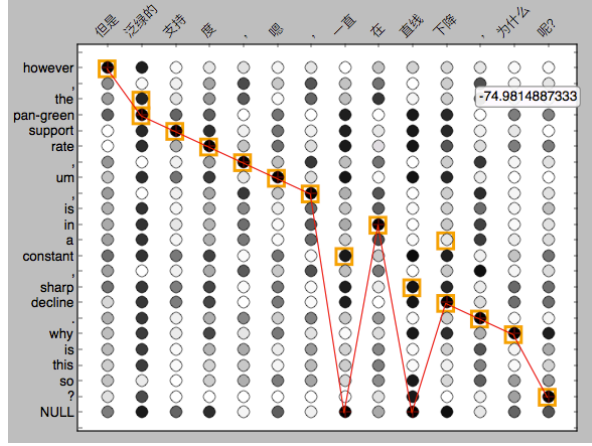 但是 泛绿的 支持 度 , 嗯 , 一直 在 直线 下降 , 为什么 呢?
however
,
the
-74.9814887333
pan-green
support
rate
,
um
,
is
in
a
constant
,
sharp
decline
.
why
is
this
so
?
NULL